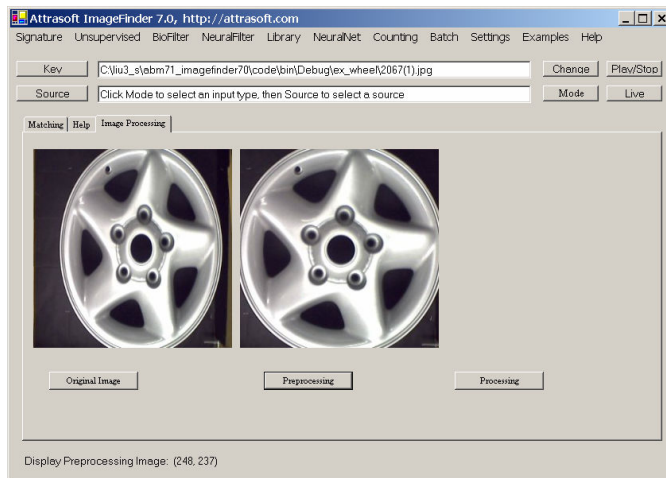 Attrasoft ImageFinder 7.0, http://attrasoft.com
Signature Unsupervised BioFilter NeuralFilter Library NeuralNet Counting Batch Settings Examples Help
Key C:\liu3_s\abm71_imagefinder70\code\bin\Debug\ex_wheel\2067(1).jpg Change Play/Stop
Source Click Mode to select an input type, then Source to select a source Mode Live
Matching Help Image Processing
Original Image Preprocessing Processing
Display Preprocessing Image: (248, 237)